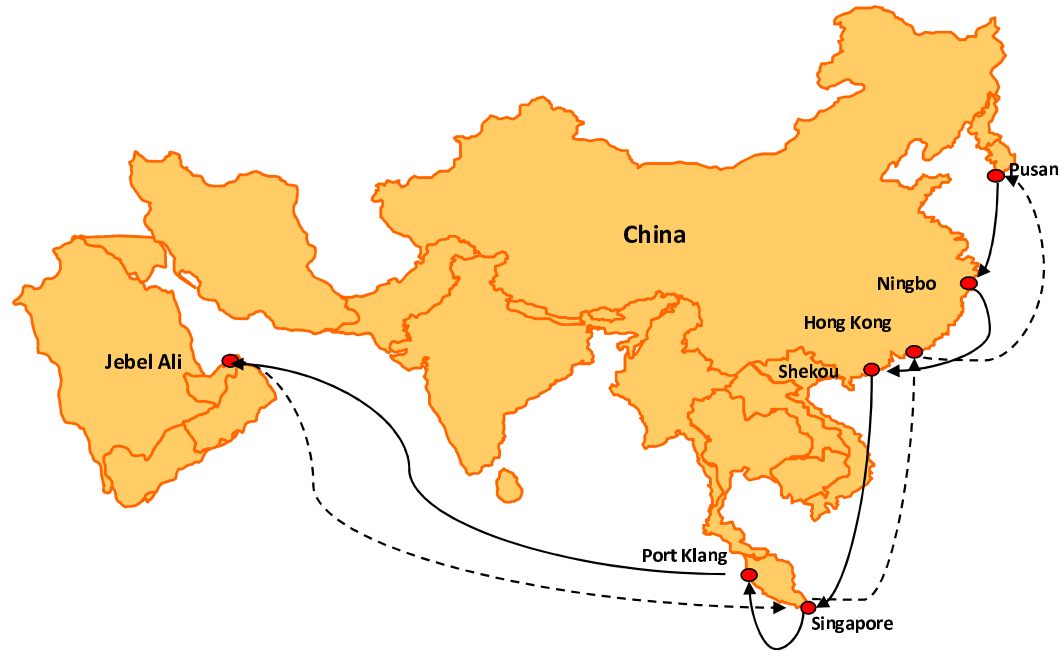 Pusan
China
Ningbo
Hong Kong
Jebel Ali
Shekou
Port Klang
Singapore